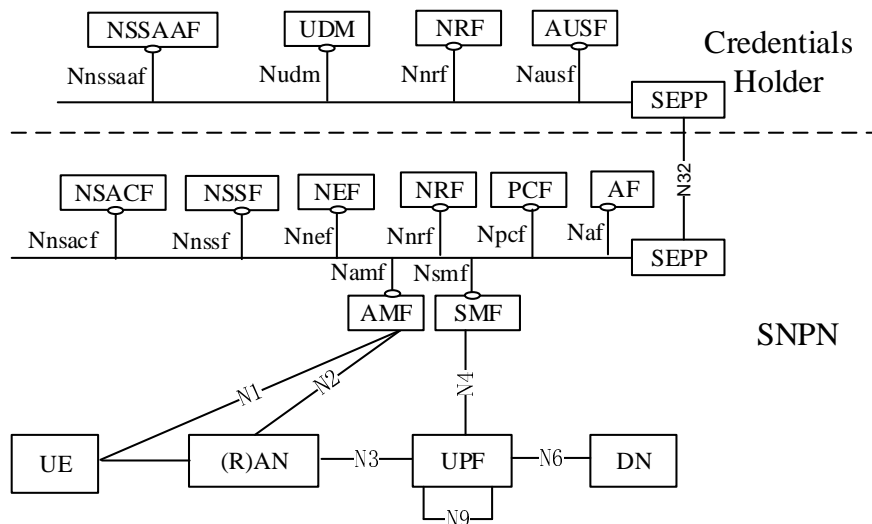 NSSAAF UDM NRF AUSF
Credentials
Holder
Nnssaaf Nudm Nnrf Nausf
SEPP
N32
NSACF NSSF NEF NRF PCF AF
Nnsacf Nnssf Nnef Nnrf Npcf Naf
SEPP
Namf Nsmf
AMF SMF
SNPN
N1 N2 N4
UE (R)AN N3 UPF N6 DN
N9